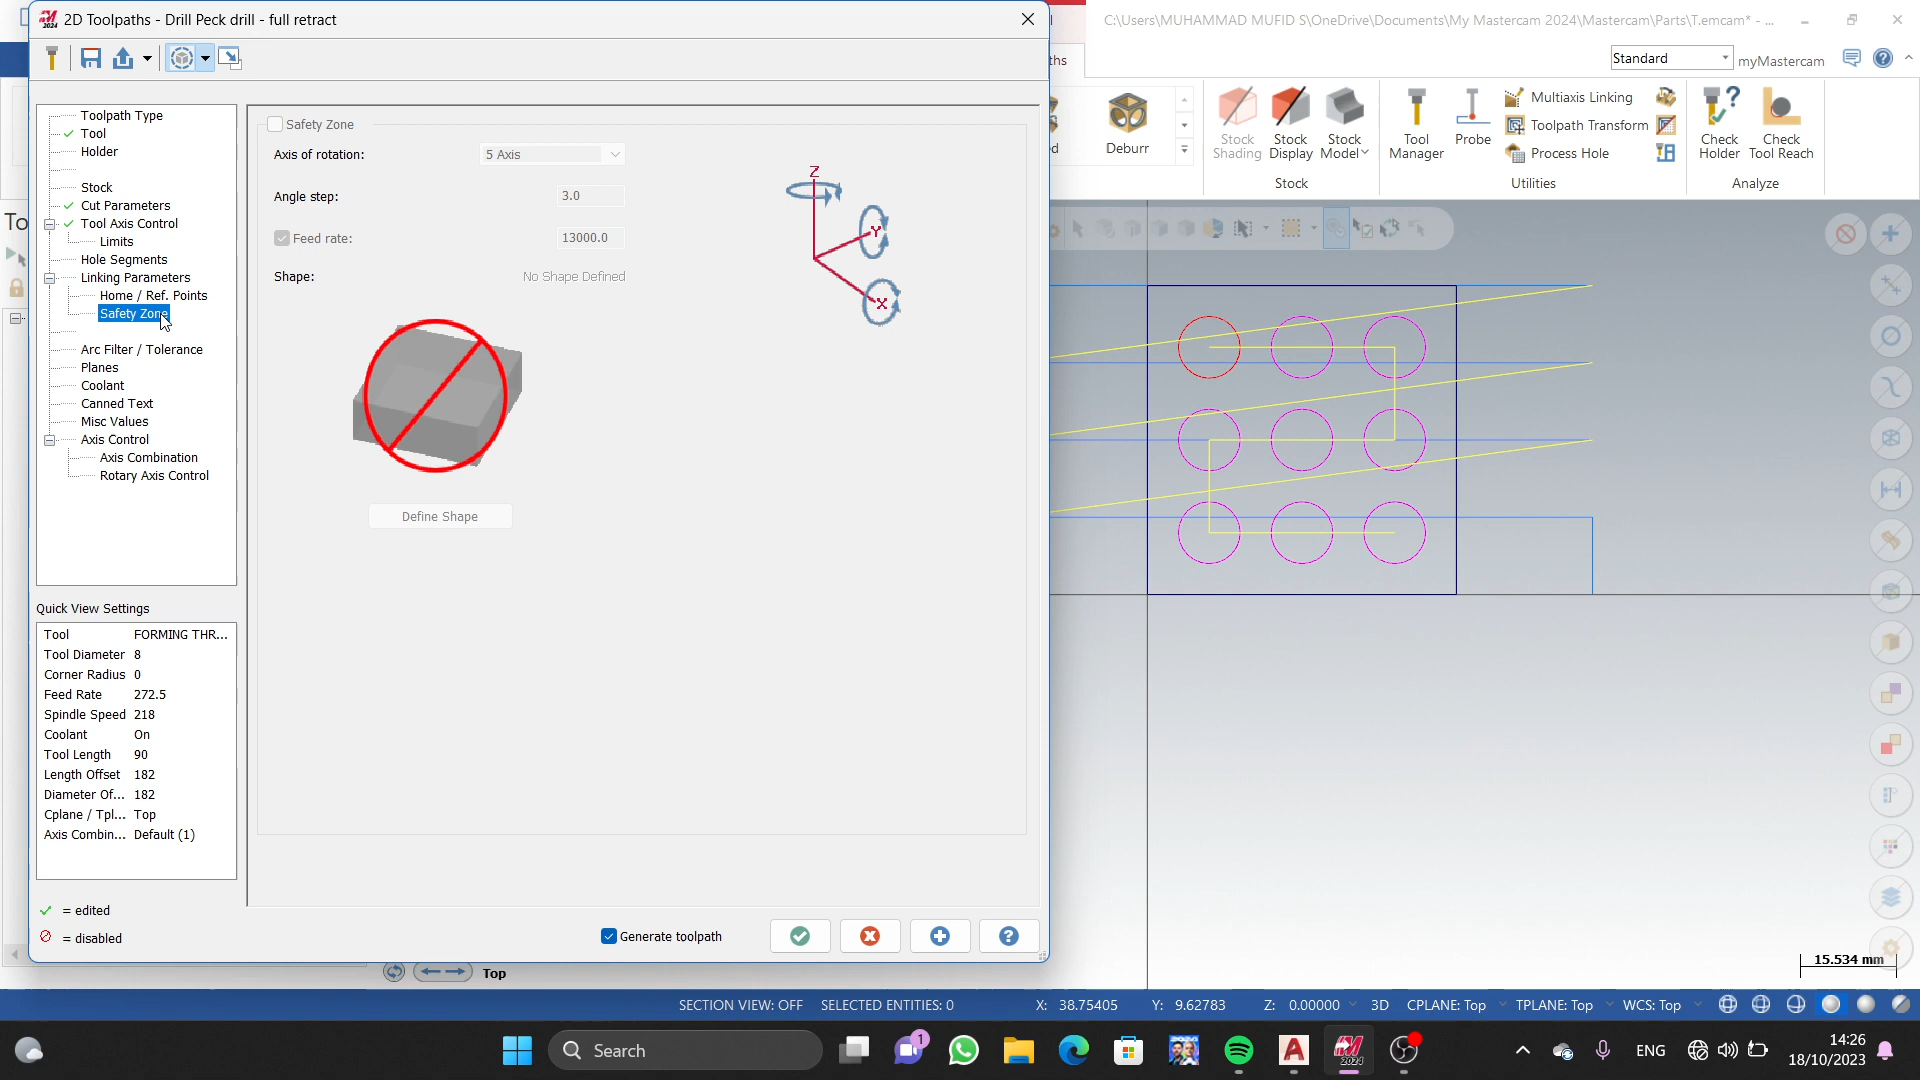 2D Toolpaths - Drill Peck drill - full retract
C:\Users\MUHAMMAD MUFID S\OneDrive\Documents\My Mastercam 2024\Mastercam\Parts\T.emcam* - ...
Standard
myMastercam
Deburr
Stock Shading
Stock Display
Stock Model
Stock
Tool Manager
Probe
Multiaxis Linking
Toolpath Transform
Process Hole
Utilities
Check Holder
Check Tool Reach
Analyze
Toolpath Type
Tool
Holder
Stock
Cut Parameters
Tool Axis Control
Limits
Hole Segments
Linking Parameters
Home / Ref. Points
Safety Zone
Arc Filter / Tolerance
Planes
Coolant
Canned Text
Misc Values
Axis Control
Axis Combination
Rotary Axis Control
Safety Zone
Axis of rotation: 5 Axis
Angle step: 3.0
Feed rate: 13000.0
Shape: No Shape Defined
Z
Y
X
Define Shape
Quick View Settings
Tool FORMING THR...
Tool Diameter 8
Corner Radius 0
Feed Rate 272.5
Spindle Speed 218
Coolant On
Tool Length 90
Length Offset 182
Diameter Of... 182
Cplane / Tpl... Top
Axis Combin... Default (1)
= edited
= disabled
Generate toolpath
Top
15.534 mm
SECTION VIEW: OFF SELECTED ENTITIES: 0 X: 38.75405 Y: 9.62783 Z: 0.00000 3D CPLANE: Top TPLANE: Top WCS: Top
Search
1
2024
ENG
14:26
18/10/2023